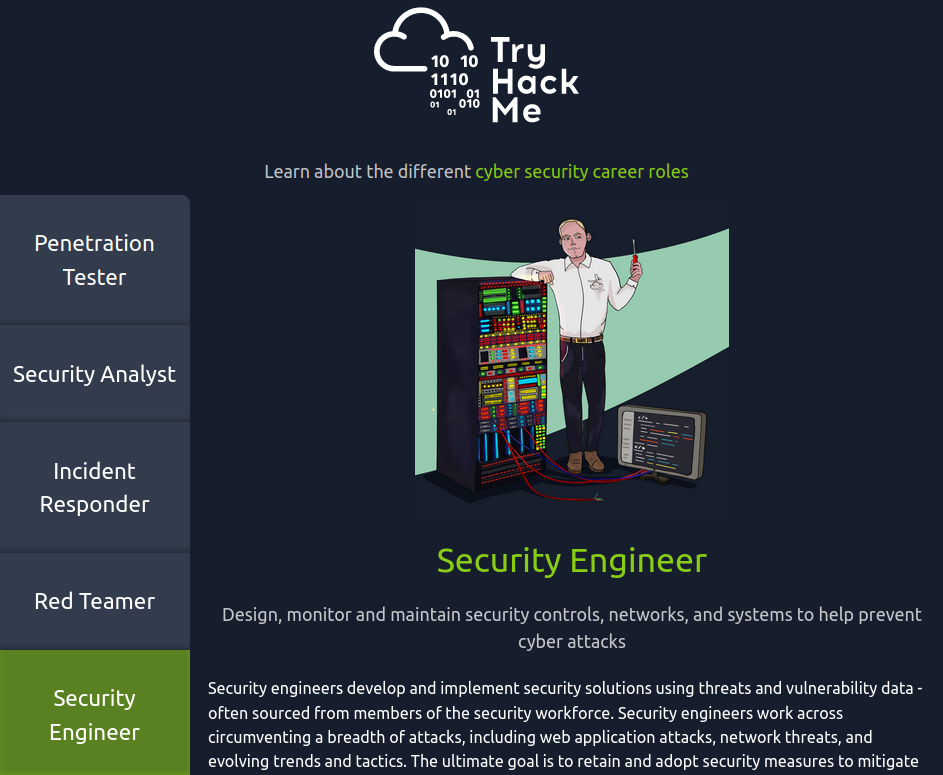 10 10
1110
0101 01
01 010
01
Try
Hack
Me
Learn about the different cyber security career roles
Penetration
Tester
Security Analyst
Incident
Responder
Red Teamer
Security
Engineer
Security Engineer
Design, monitor and maintain security controls, networks, and systems to help prevent
cyber attacks
Security engineers develop and implement security solutions using threats and vulnerability data -
often sourced from members of the security workforce. Security engineers work across
circumventing a breadth of attacks, including web application attacks, network threats, and
evolving trends and tactics. The ultimate goal is to retain and adopt security measures to mitigate